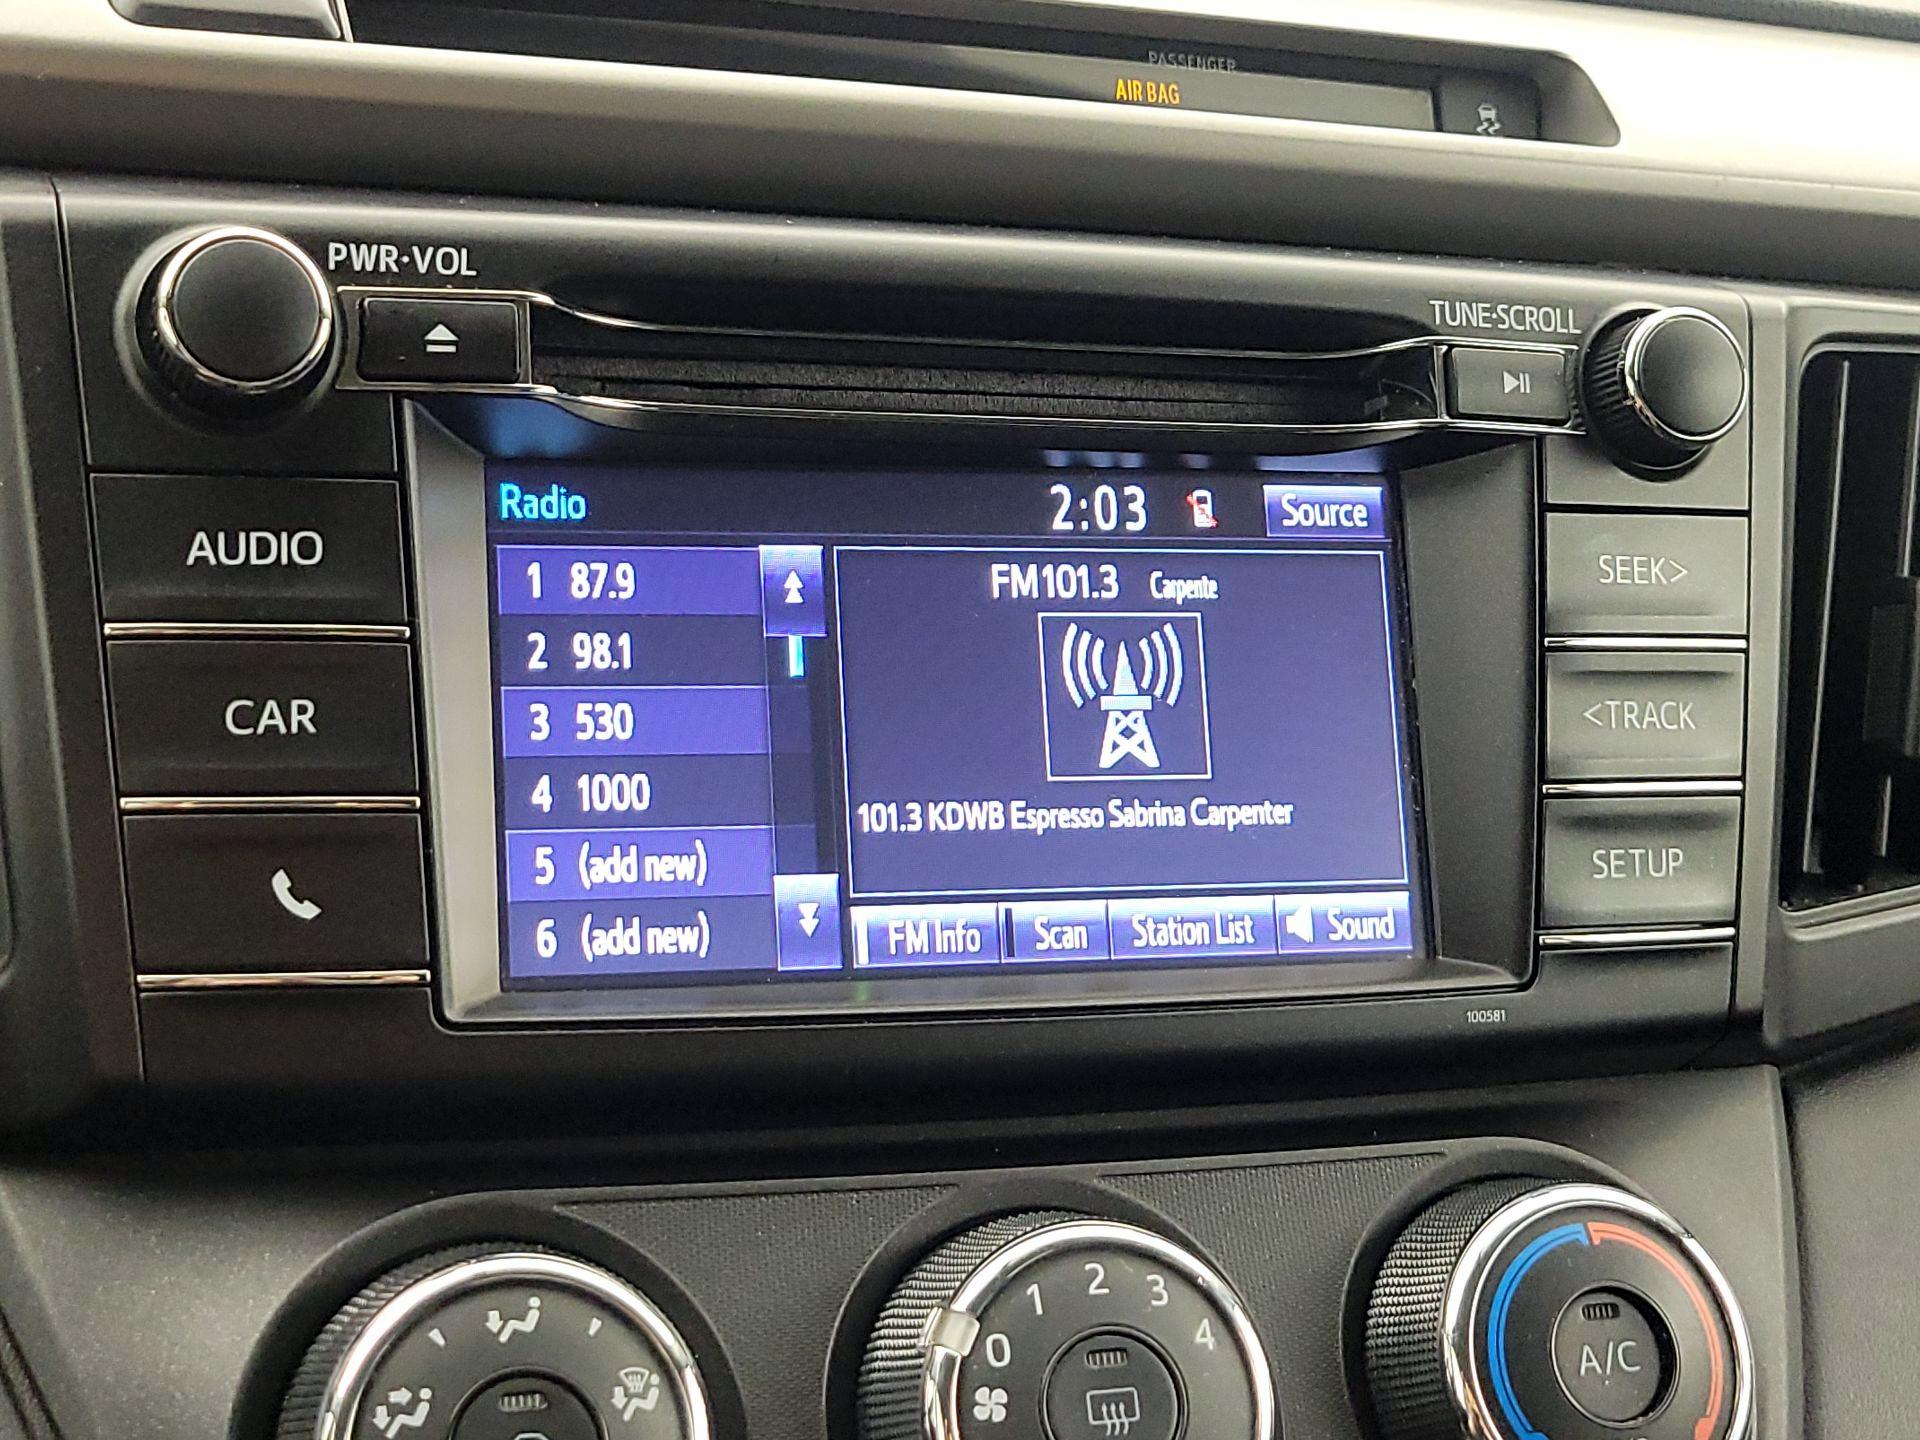 PASSENGER
AIR BAG
PWR·VOL
TUNE·SCROLL
AUDIO
CAR
Radio
2:03
Source
1 87.9
2 98.1
3 530
4 1000
5 (add new)
6 (add new)
FM101.3 Carpente
101.3 KDWB Espresso Sabrina Carpenter
FM Info
Scan
Station List
Sound
SEEK>
<TRACK
SETUP
100581
0 1 2 3 4
A/C